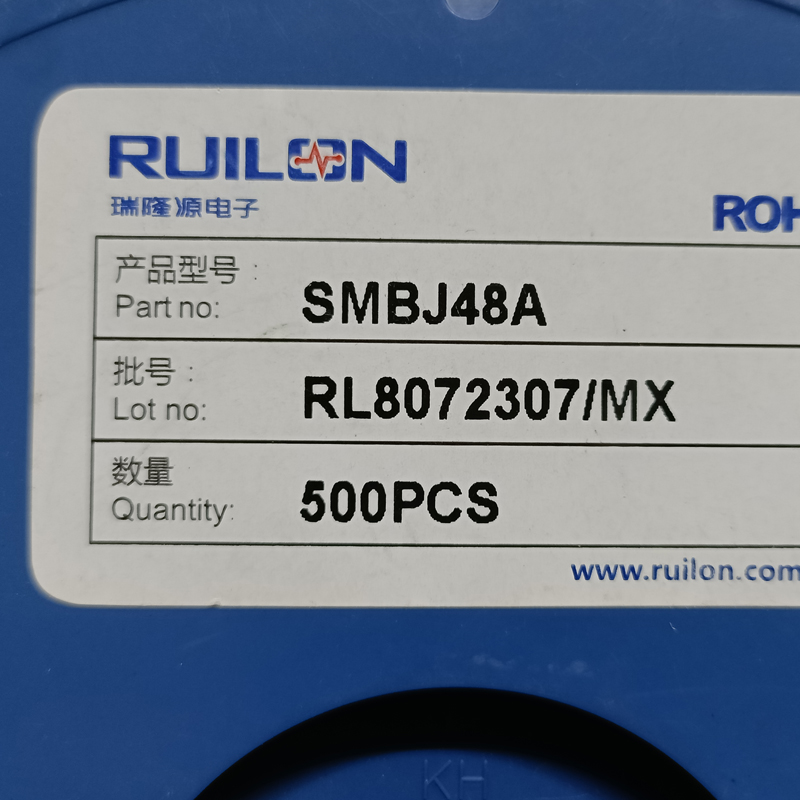 RUILON
瑞隆源电子
ROH
产品型号:
Part no:
SMBJ48A
批号:
Lot no:
RL8072307/MX
数量
Quantity:
500PCS
www.ruilon.com
KH